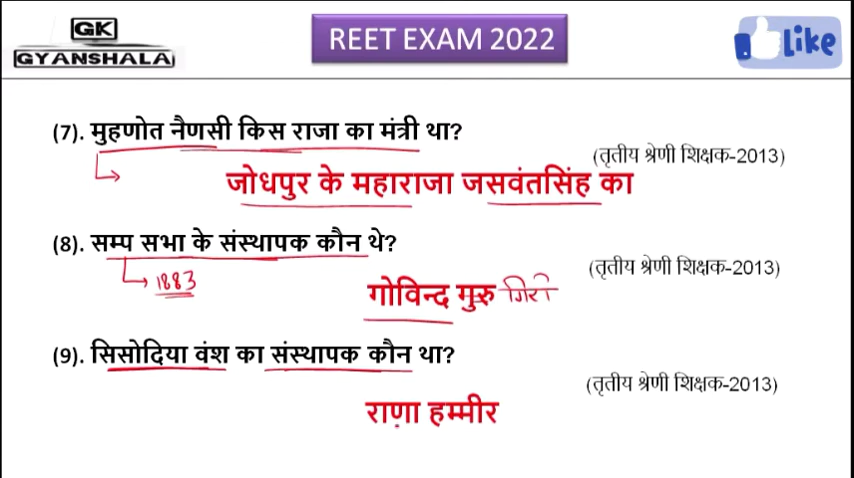 GK
GYANSHALA
REET EXAM 2022
Like
(7). मुहणोत नैणसी किस राजा का मंत्री था?
(तृतीय श्रेणी शिक्षक-2013)
जोधपुर के महाराजा जसवंतसिंह का
(8). सम्प सभा के संस्थापक कौन थे?
(तृतीय श्रेणी शिक्षक-2013)
1883
गोविन्द गुरु गिरी
(9). सिसोदिया वंश का संस्थापक कौन था?
(तृतीय श्रेणी शिक्षक-2013)
राणा हम्मीर